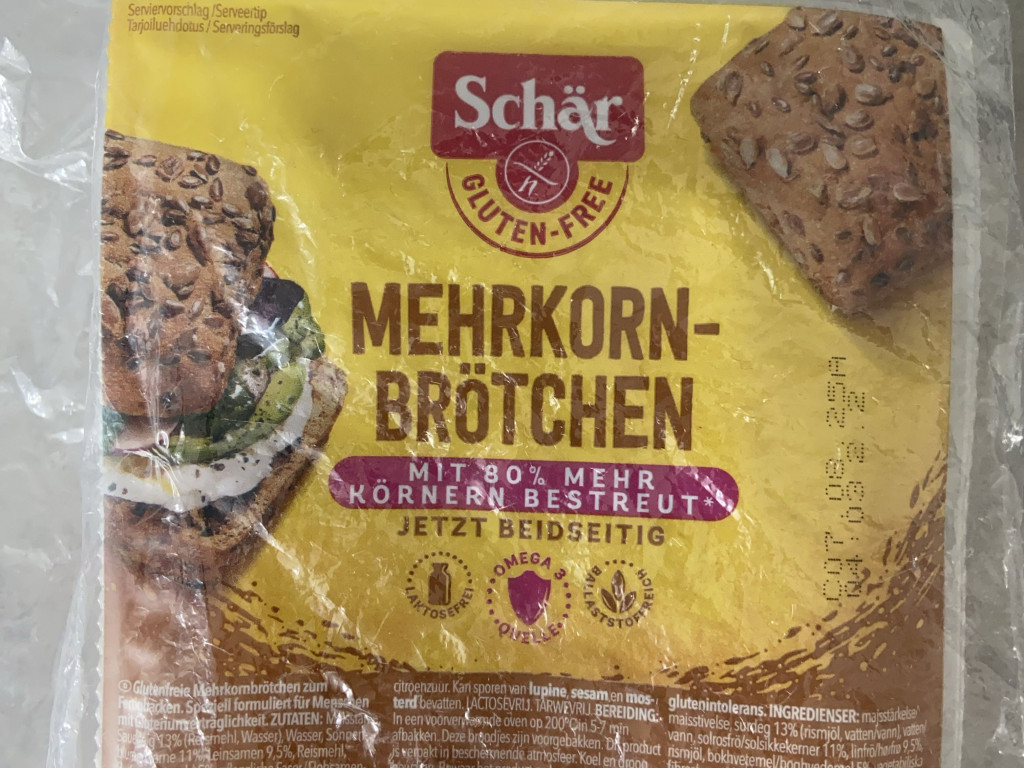 Serviervorschlag / Serveertip
Tarjoiluehdotus / Serveringsförslag
Schär
GLUTEN-FREE
MEHRKORN-
BRÖTCHEN
MIT 80% MEHR
KÖRNERN BESTREUT*
JETZT BEIDSEITIG
LAKTOSEFREI
OMEGA 3
QUELLE
BALLASTSTOFFREICH
Glutenfreie Mehrkornbrötchen zum
Speziell formuliert für Menschen
mit Glutenunverträglichkeit. ZUTATEN:
13% (Reismehl, Wasser), Wasser,
11%, Leinsamen 9,5%, Reismehl,
citroenzuur. Kan sporen van lupine, sesam en mos-
terd bevatten. LACTOSEVRIJ. TARWEVRIJ. BEREIDING:
In een voorverwarmde oven op 200°C in 5-7 min.
afbakken. Deze broodjes zijn voorgebakken. Dit product
is verpakt in beschermende atmosfeer. Koel en droog
glutenintolerans. INGREDIENSER: majsstärkelse/
maisstivelse, surdeg 13% (rismjöl, vatten/vann), vatten/
vann, solrosfrö/solsikkekerner 11%, linfrö/hørfrø 9,5%,
rismjöl, bokhvetemjöl/boghvedemel